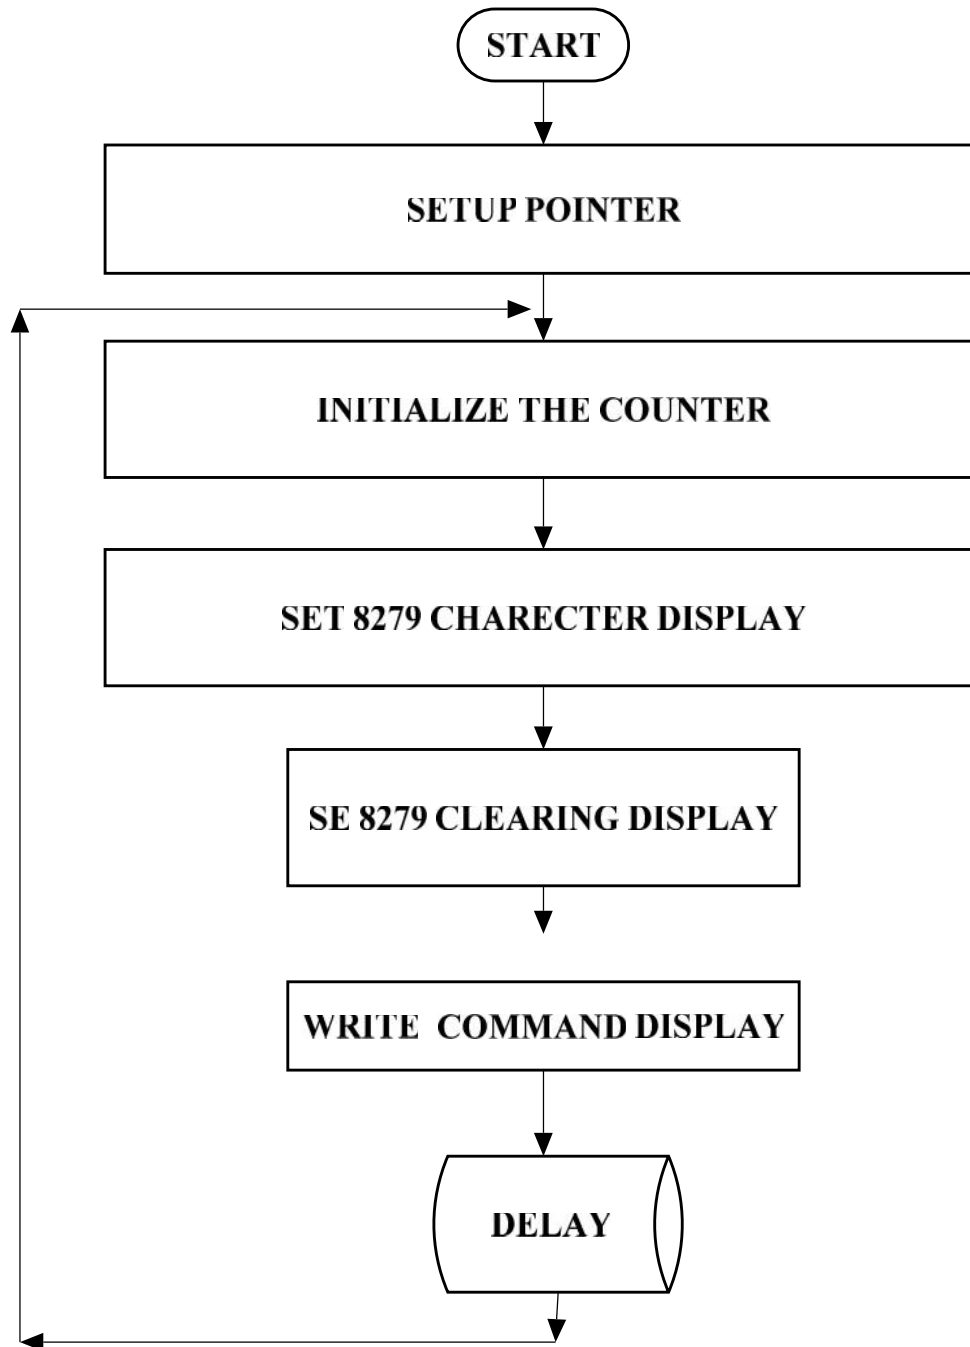 START
SETUP POINTER
INITIALIZE THE COUNTER
SET 8279 CHARECTER DISPLAY
SE 8279 CLEARING DISPLAY
WRITE COMMAND DISPLAY
DELAY